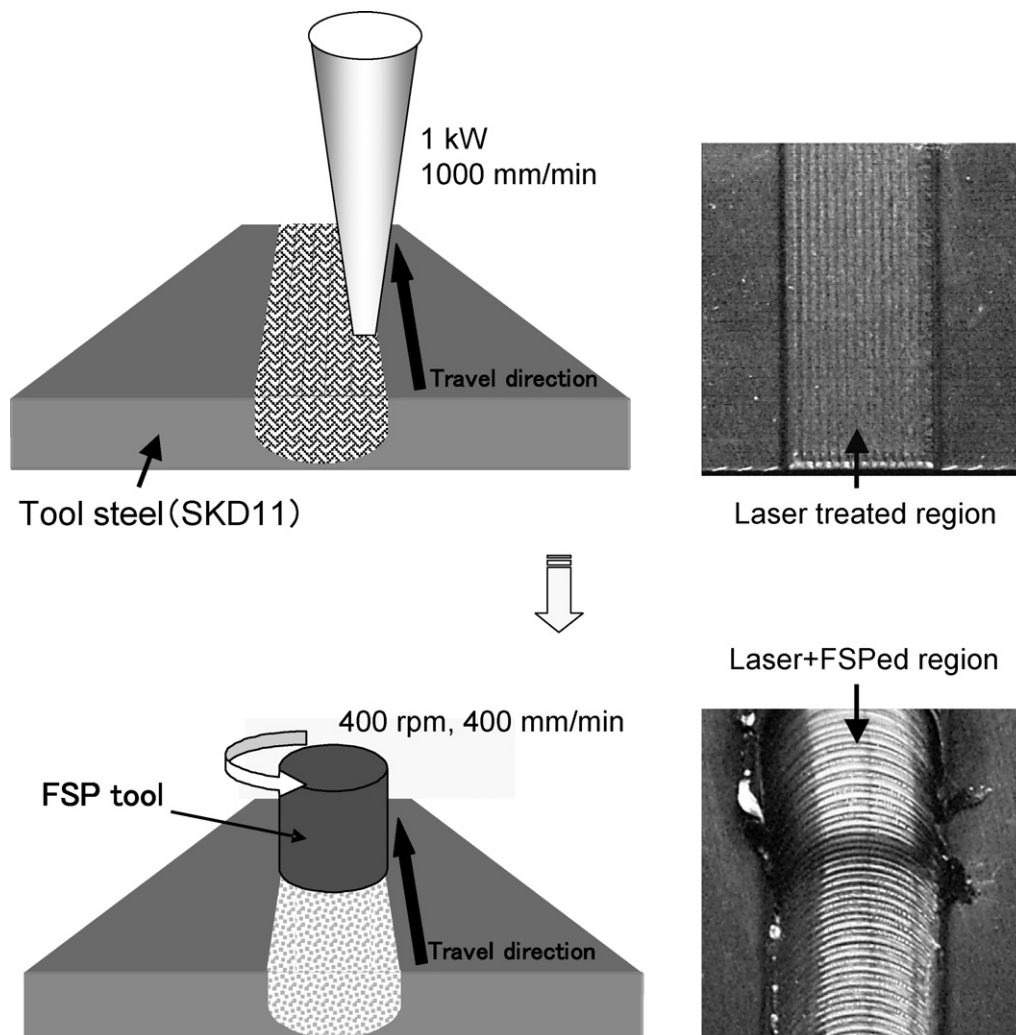 1 kW
1000 mm/min
Travel direction
Tool steel(SKD11)
Laser treated region
Laser+FSPed region
400 rpm, 400 mm/min
FSP tool
Travel direction